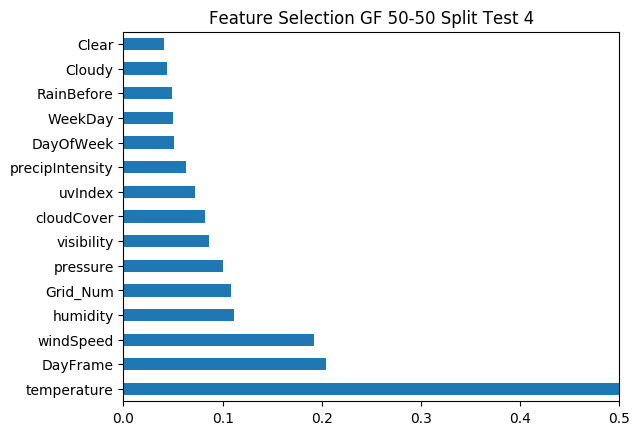 Feature Selection GF 50-50 Split Test 4
Clear
Cloudy
RainBefore
WeekDay
DayOfWeek
precipIntensity
uvIndex
cloudCover
visibility
pressure
Grid_Num
humidity
windSpeed
DayFrame
temperature
0.0 0.1 0.2 0.3 0.4 0.5